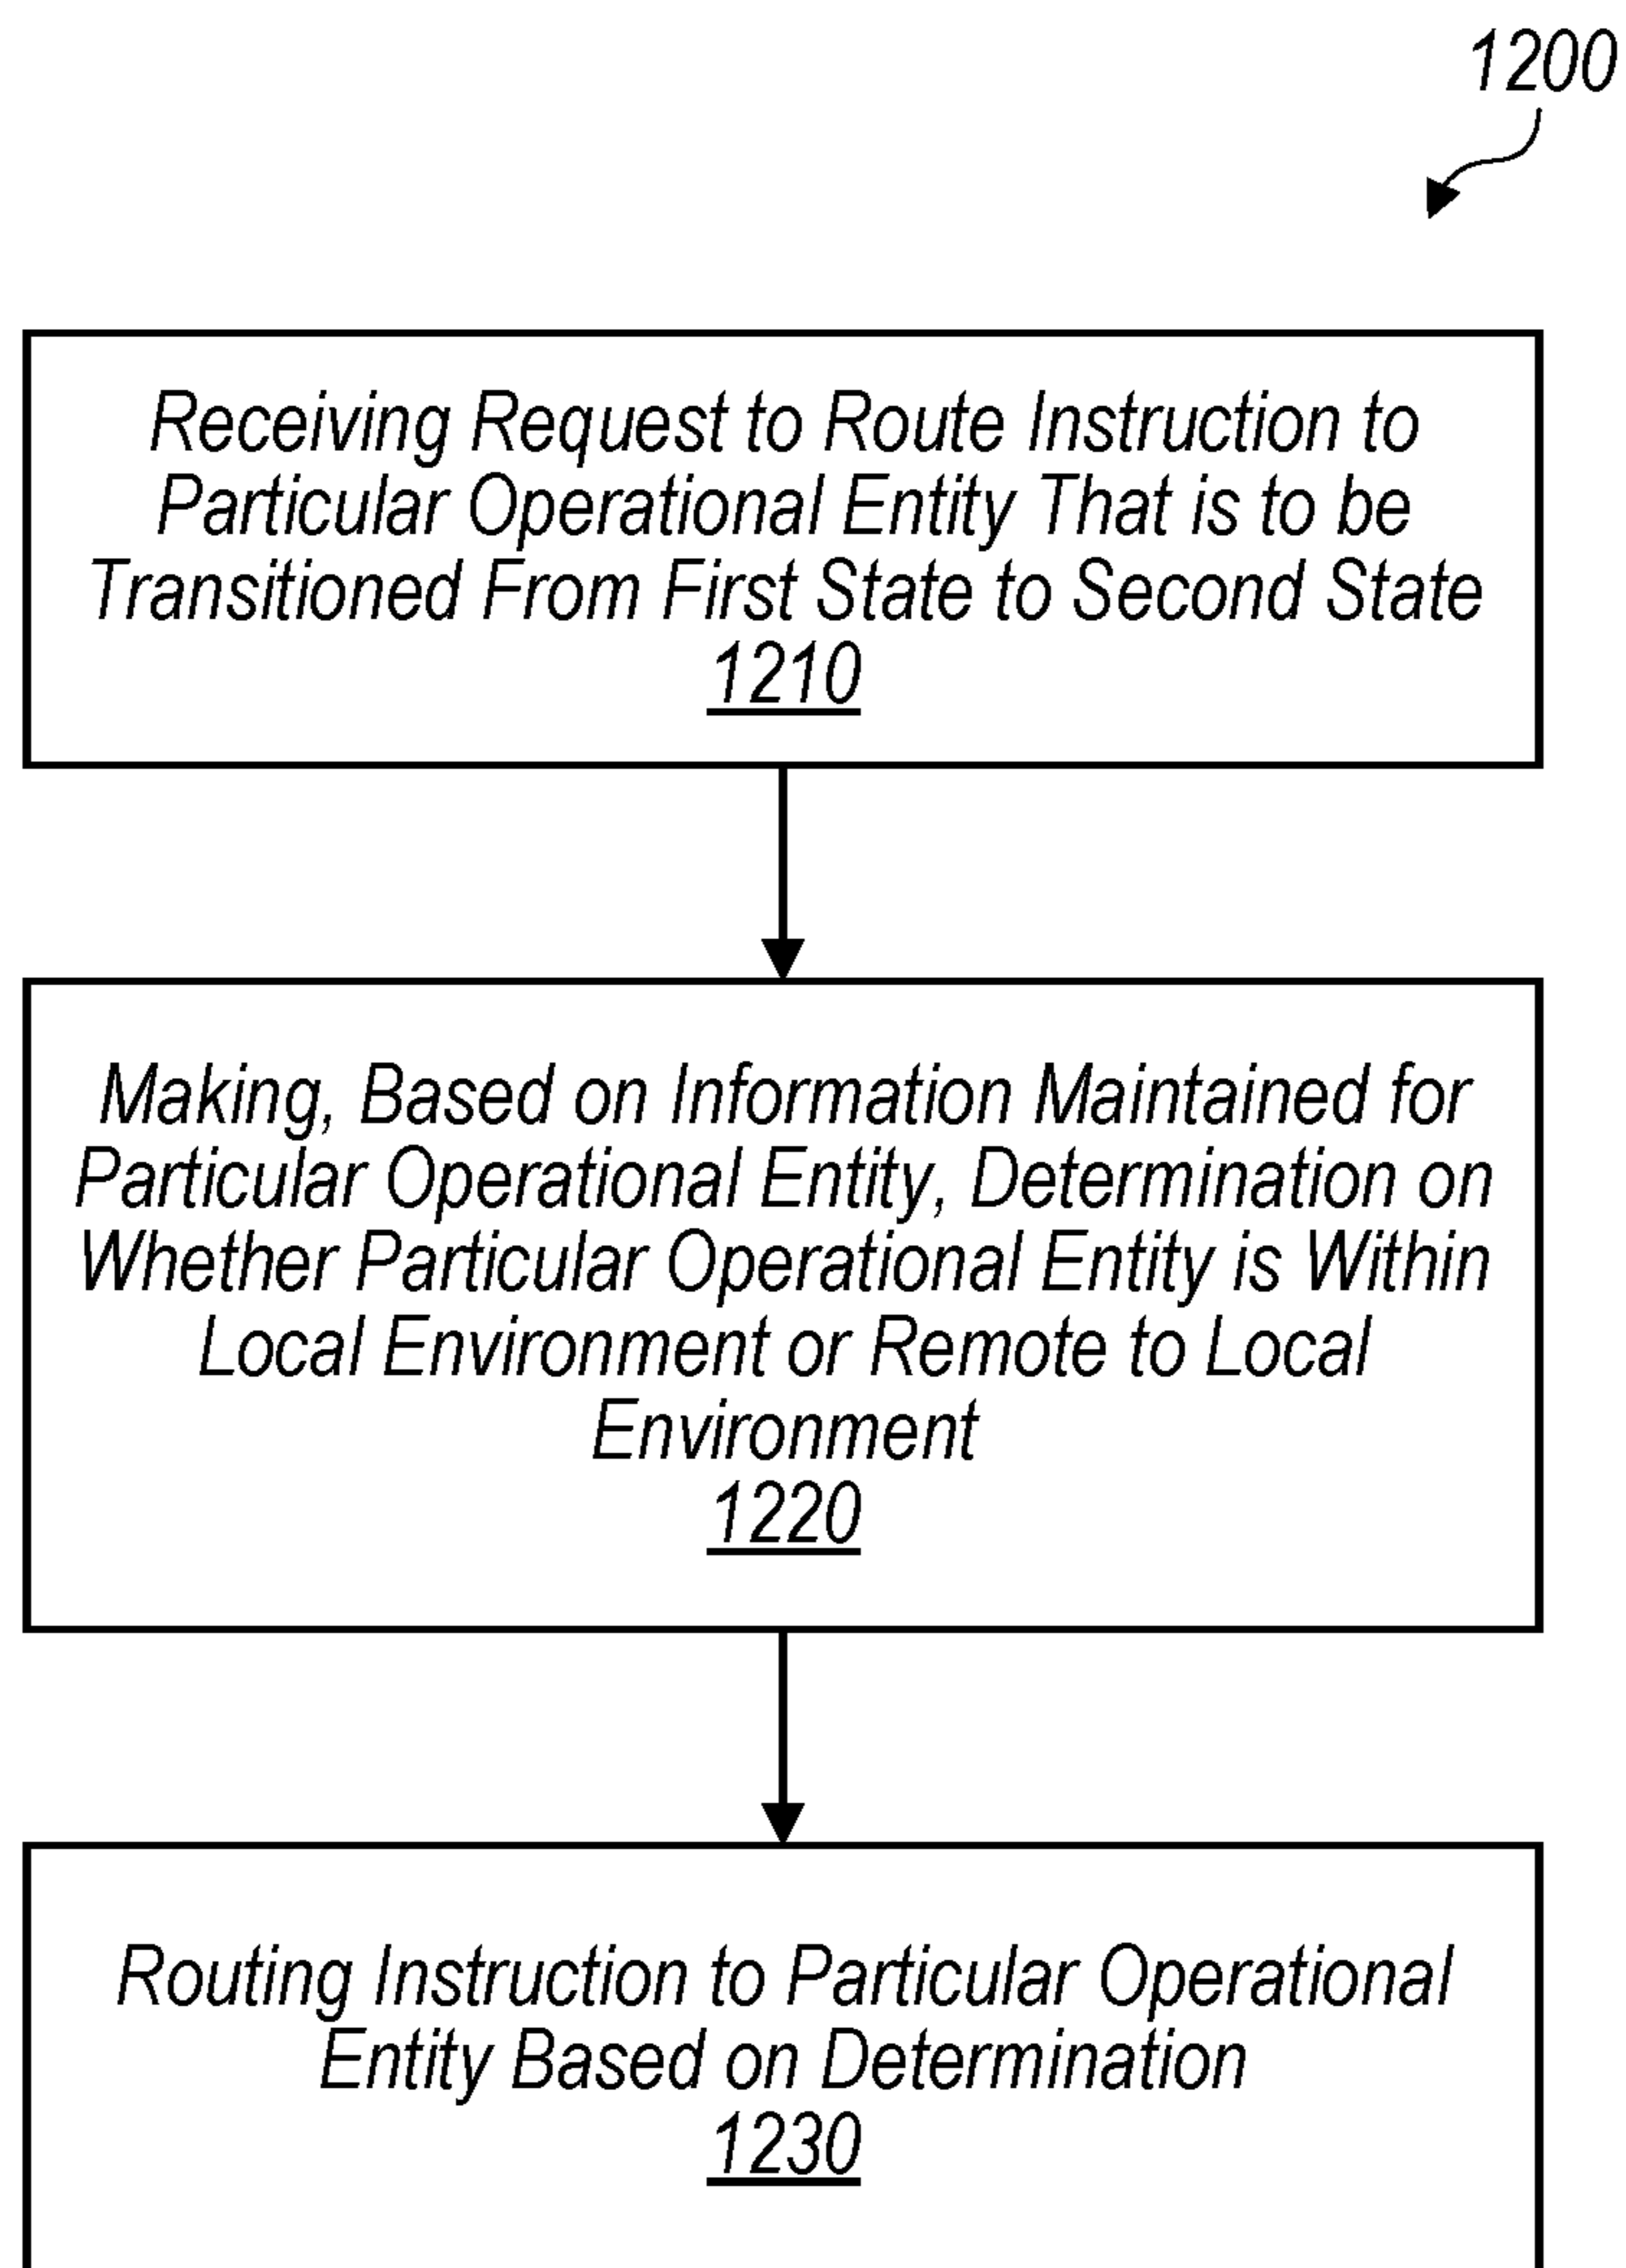 1200
Receiving Request to Route Instruction to
Particular Operational Entity That is to be
Transitioned From First State to Second State
1210
Making, Based on Information Maintained for
Particular Operational Entity, Determination on
Whether Particular Operational Entity is Within
Local Environment or Remote to Local
Environment
1220
Routing Instruction to Particular Operational
Entity Based on Determination
1230